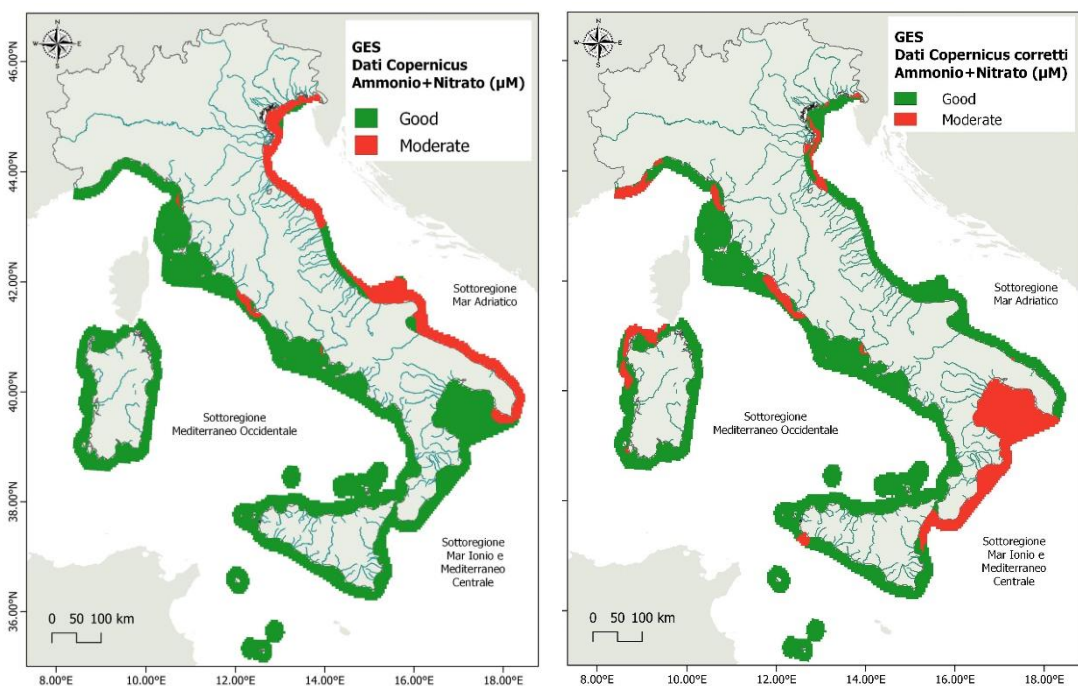 N
W E
S
GES
Dati Copernicus
Ammonio+Nitrato (µM)
Good
Moderate
Sottoregione
Mar Adriatico
Sottoregione
Mediterraneo Occidentale
Sottoregione
Mar Ionio e
Mediterraneo
Centrale
0 50 100 km
46.00°N
44.00°N
42.00°N
40.00°N
38.00°N
36.00°N
8.00°E 10.00°E 12.00°E 14.00°E 16.00°E 18.00°E
N
W E
S
GES
Dati Copernicus corretti
Ammonio+Nitrato (µM)
Good
Moderate
Sottoregione
Mar Adriatico
Sottoregione
Mediterraneo Occidentale
Sottoregione
Mar Ionio e
Mediterraneo
Centrale
0 50 100 km
8.00°E 10.00°E 12.00°E 14.00°E 16.00°E 18.00°E